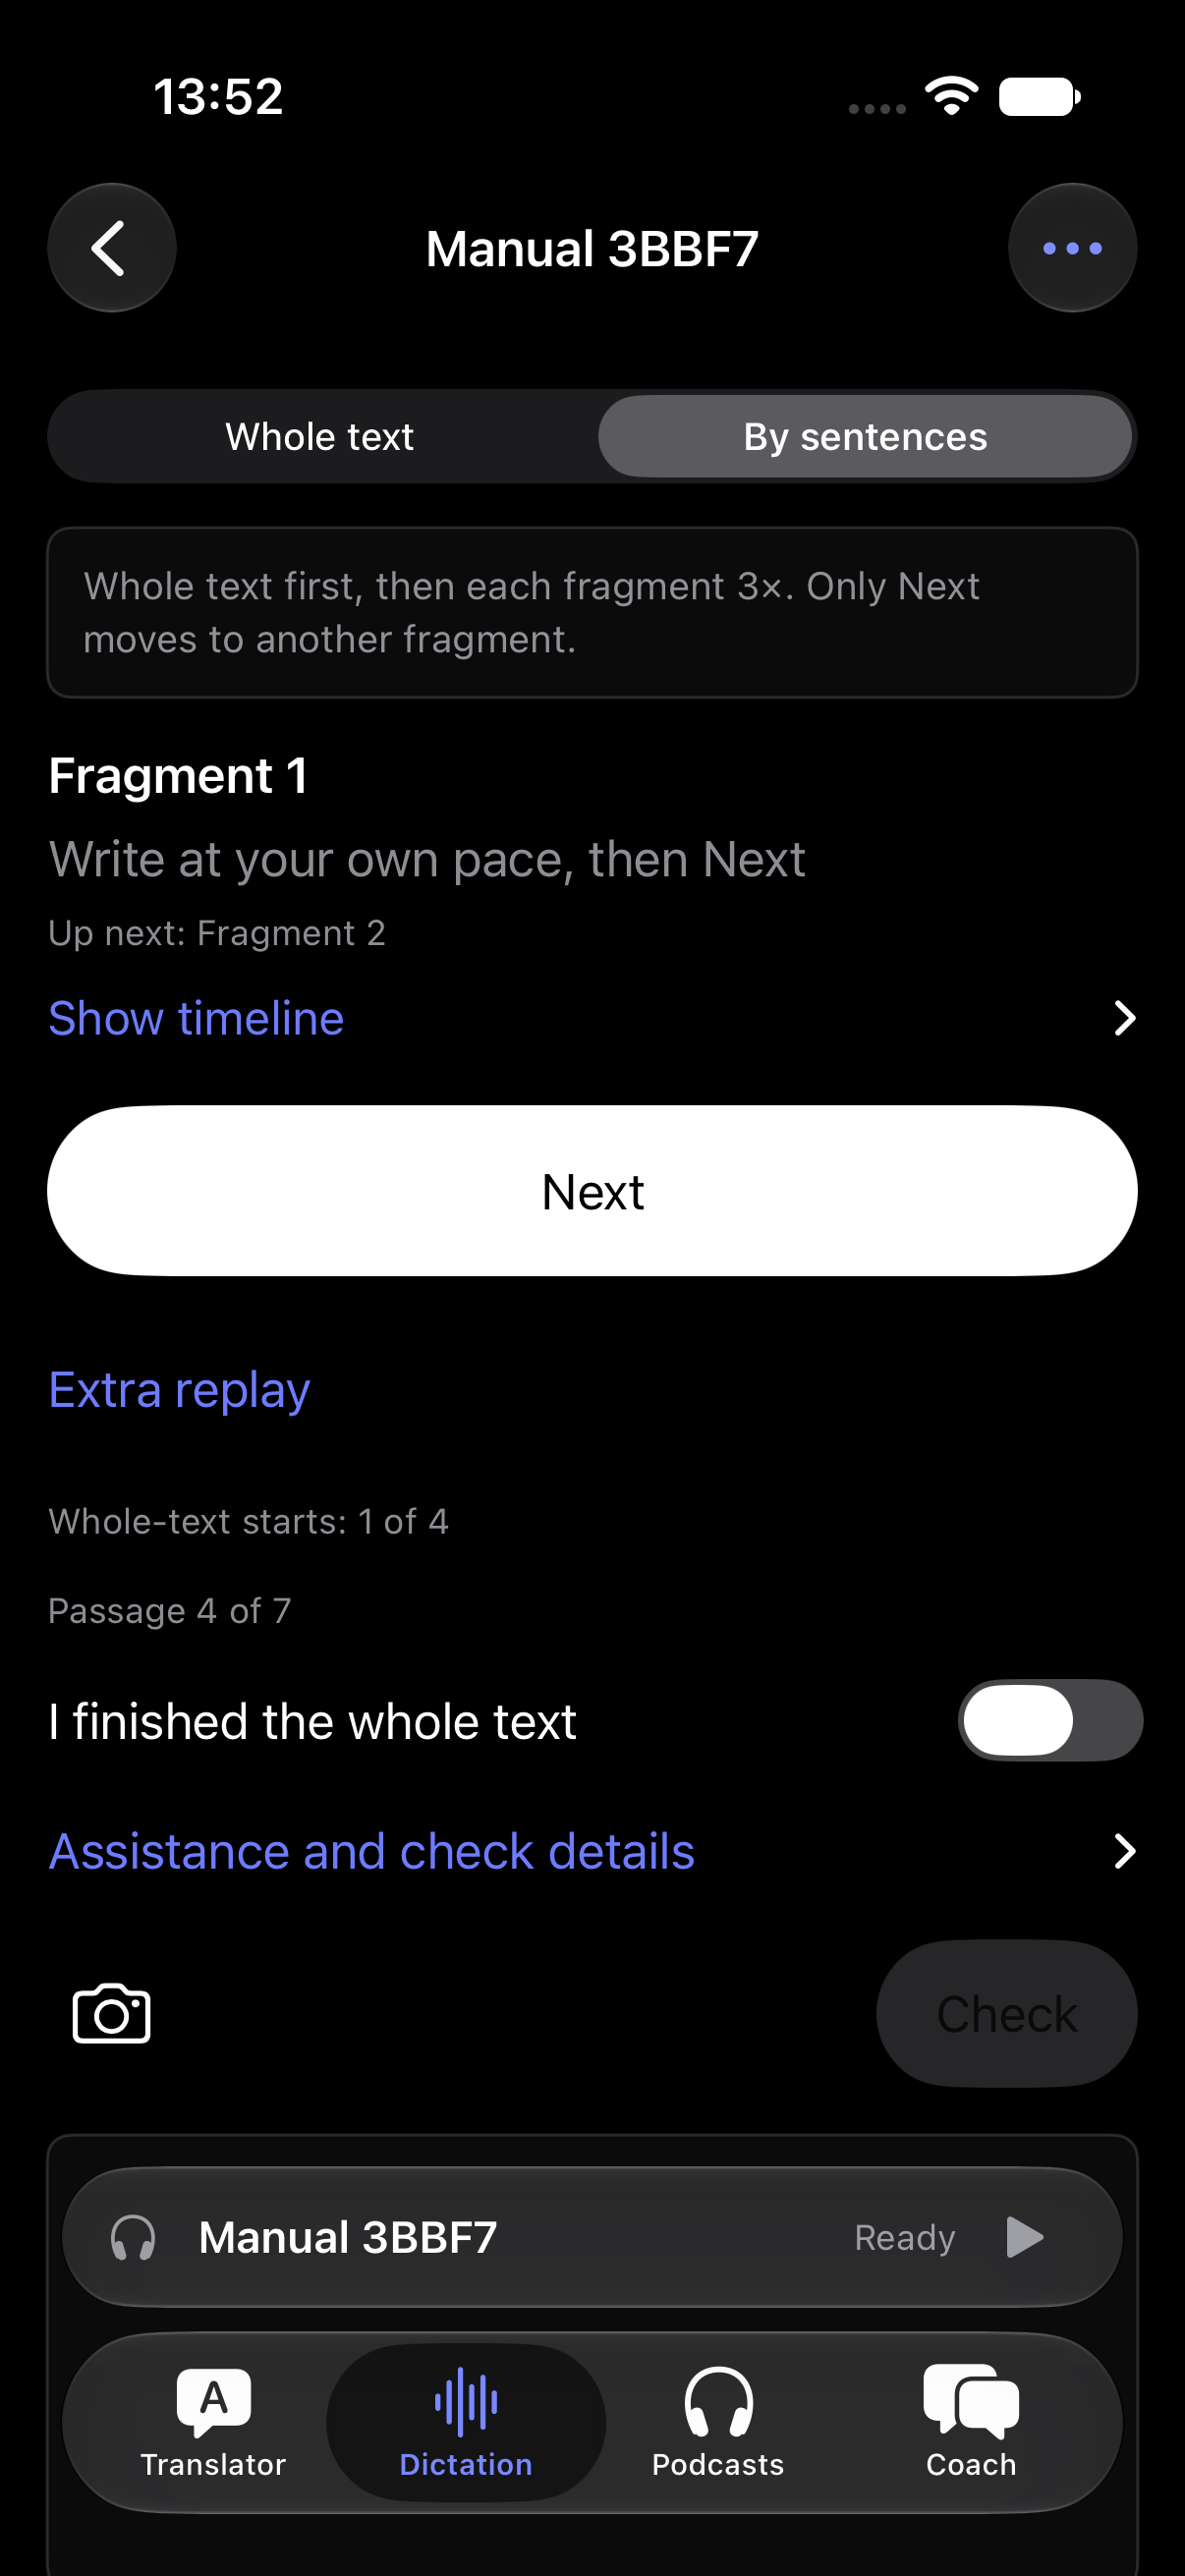 13:52
Manual 3BBF7
Whole text
By sentences
Whole text first, then each fragment 3×. Only Next
moves to another fragment.
Fragment 1
Write at your own pace, then Next
Up next: Fragment 2
Show timeline
Next
Extra replay
Whole-text starts: 1 of 4
Passage 4 of 7
I finished the whole text
Assistance and check details
Check
Manual 3BBF7
Ready
A
Translator
Dictation
Podcasts
Coach